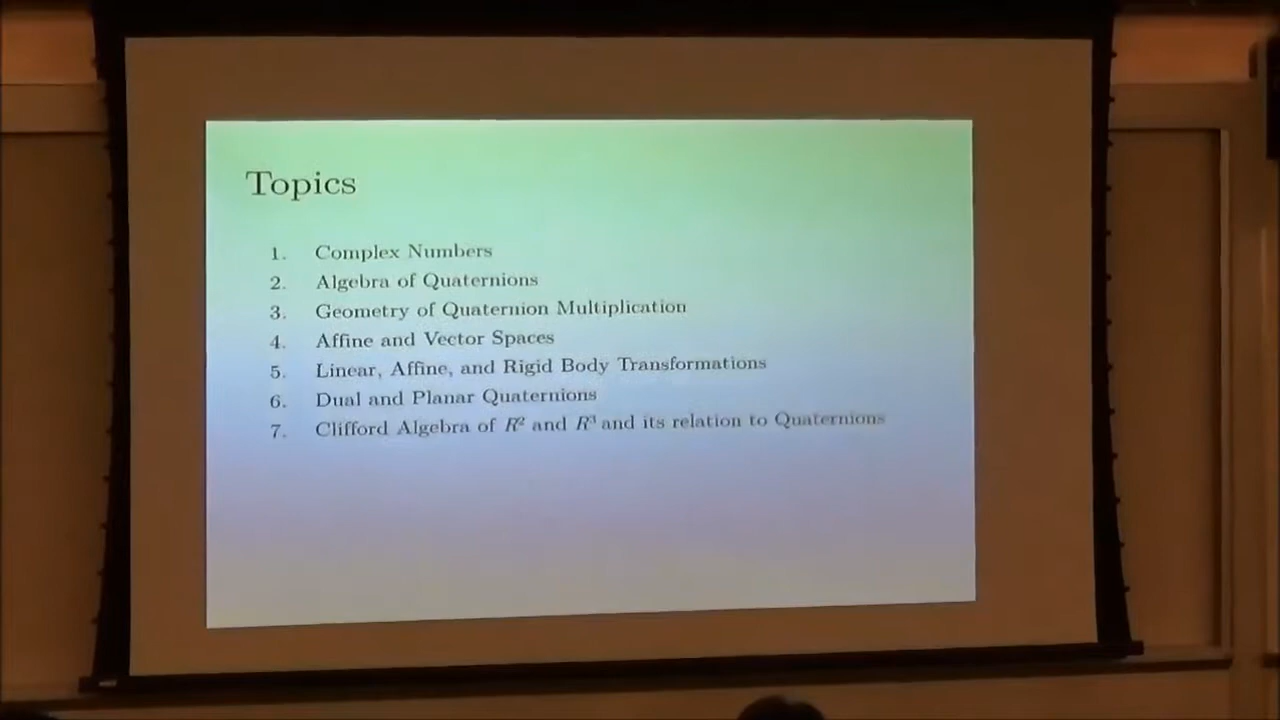 Topics
1. Complex Numbers
2. Algebra of Quaternions
3. Geometry of Quaternion Multiplication
4. Affine and Vector Spaces
5. Linear, Affine, and Rigid Body Transformations
6. Dual and Planar Quaternions
7. Clifford Algebra of R² and R³ and its relation to Quaternions